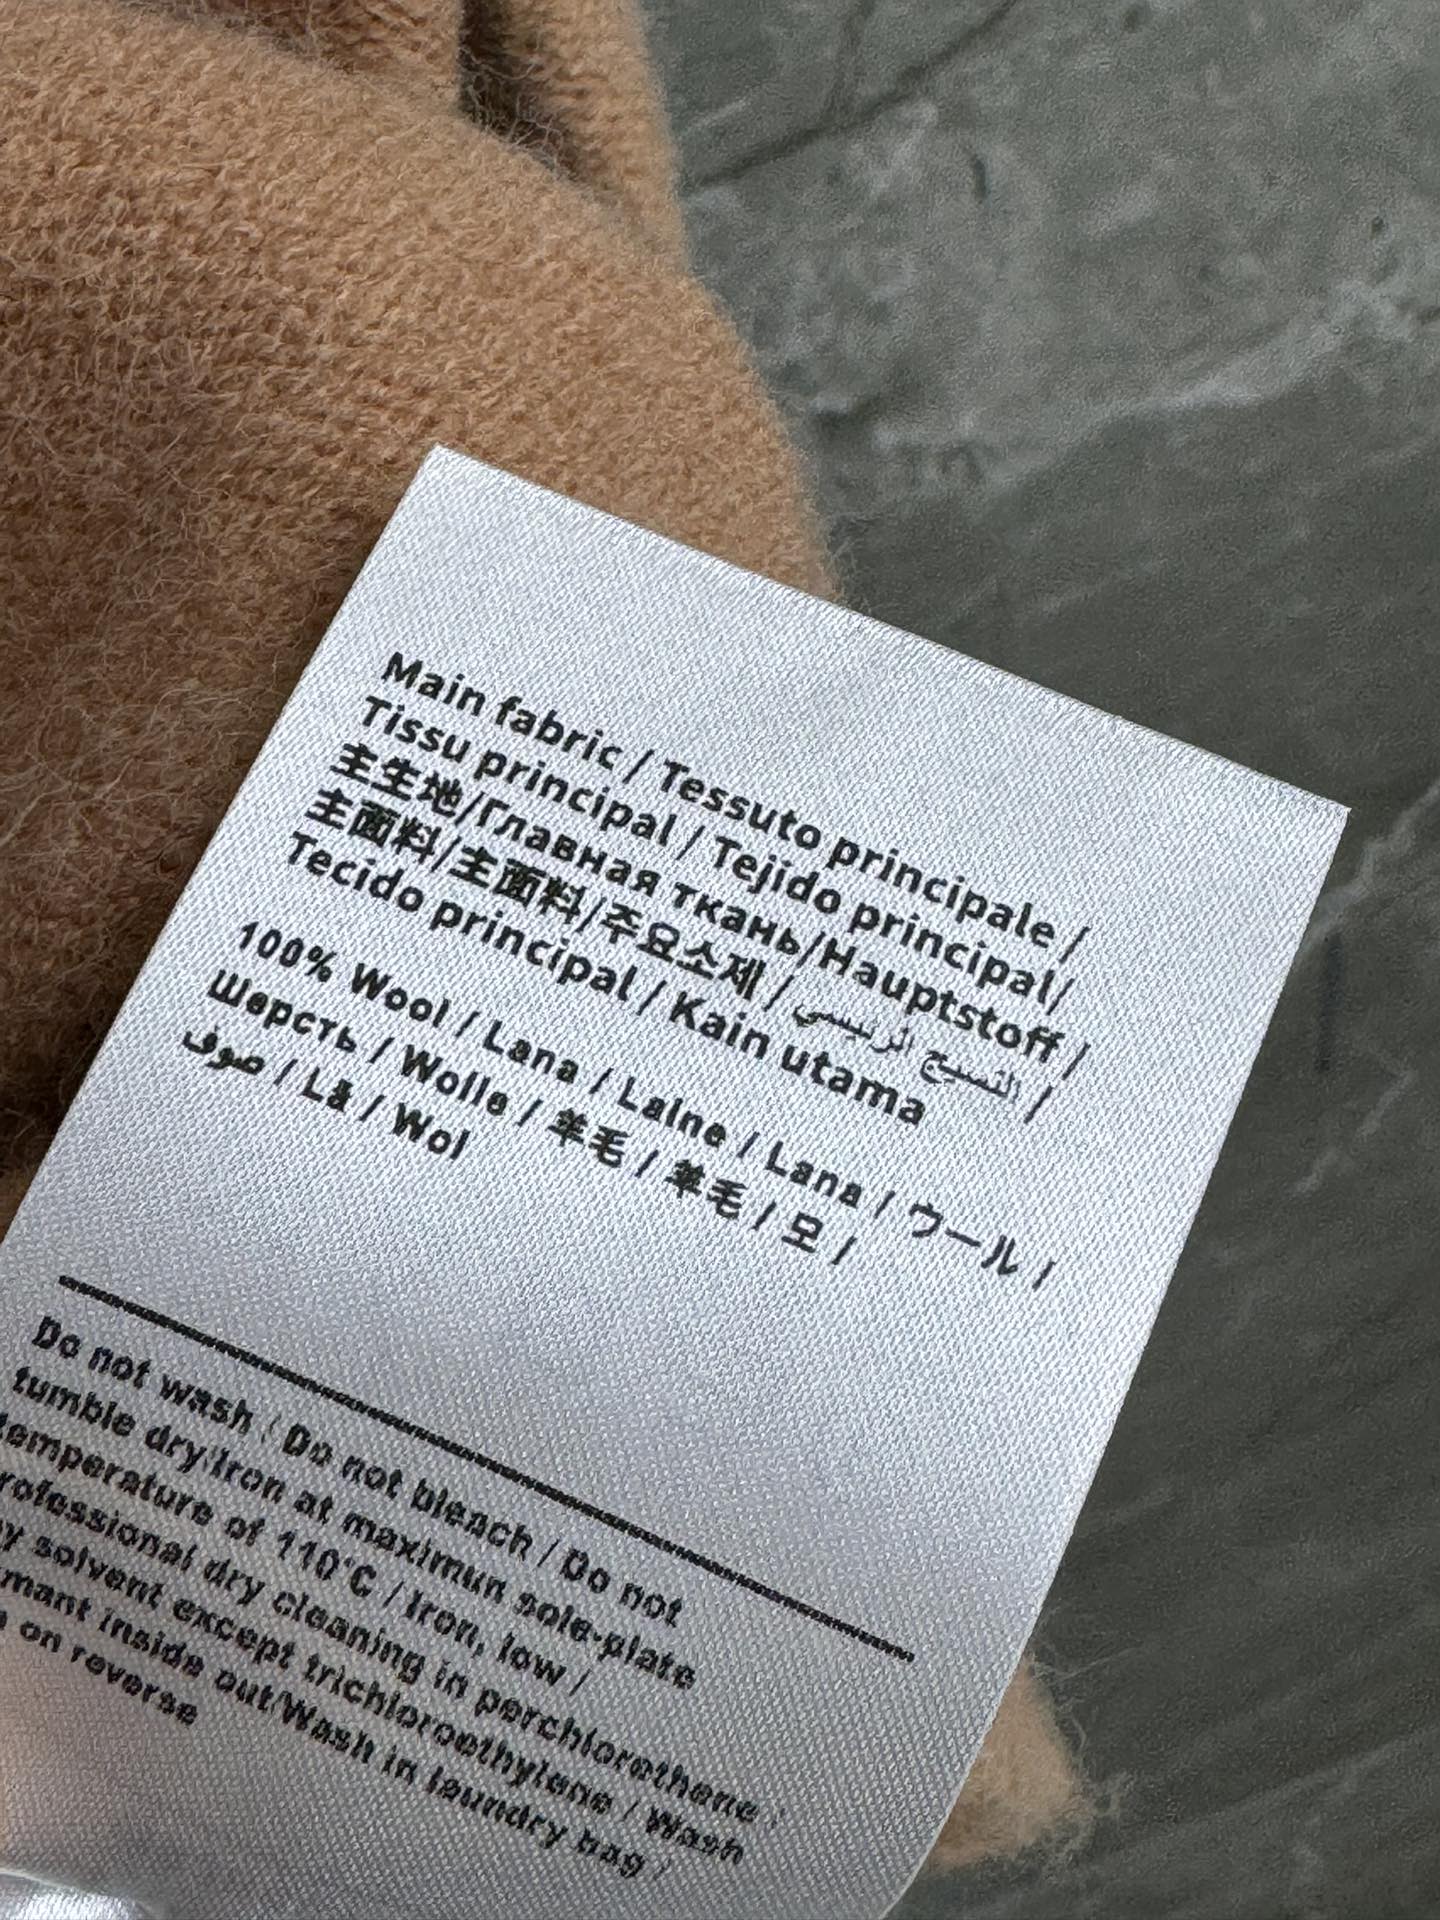 Main fabric / Tessuto principale /
Tissu principal / Tejido principal/
主生地/Главная ткань/Hauptstoff /
主面料/主面料/주요소제 / النسيج الرئيسي /
Tecido principal / Kain utama
100% Wool / Lana / Laine / Lana / ウール /
Шерсть / Wolle / 羊毛 / 羊毛 / 모 /
صوف / Lã / Wol
Do not wash / Do not bleach / Do not
tumble dry/Iron at maximun sole-plate
temperature of 110°C / Iron, low /
rofessional dry cleaning in perchlorethene /
y solvent except trichloroethylene / Wash
mant inside out/Wash in laundry bag /
on reverse